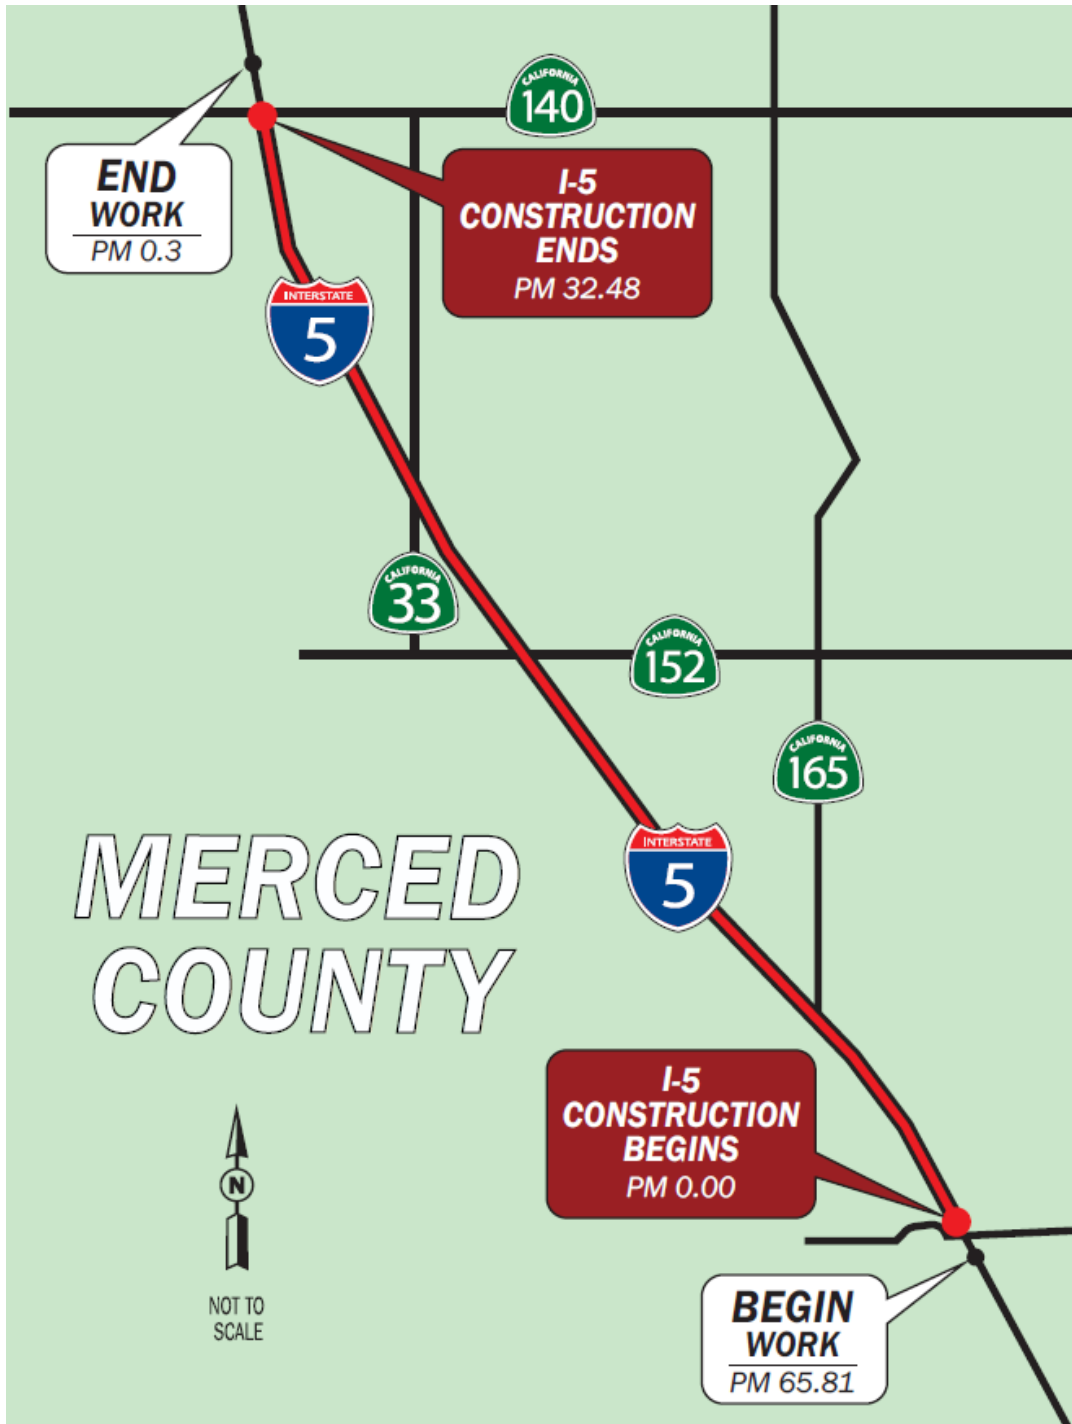 CALIFORNIA
140
END
WORK
PM 0.3
I-5
CONSTRUCTION
ENDS
PM 32.48
INTERSTATE
5
CALIFORNIA
33
CALIFORNIA
152
CALIFORNIA
165
INTERSTATE
5
MERCED
COUNTY
I-5
CONSTRUCTION
BEGINS
PM 0.00
N
NOT TO
SCALE
BEGIN
WORK
PM 65.81